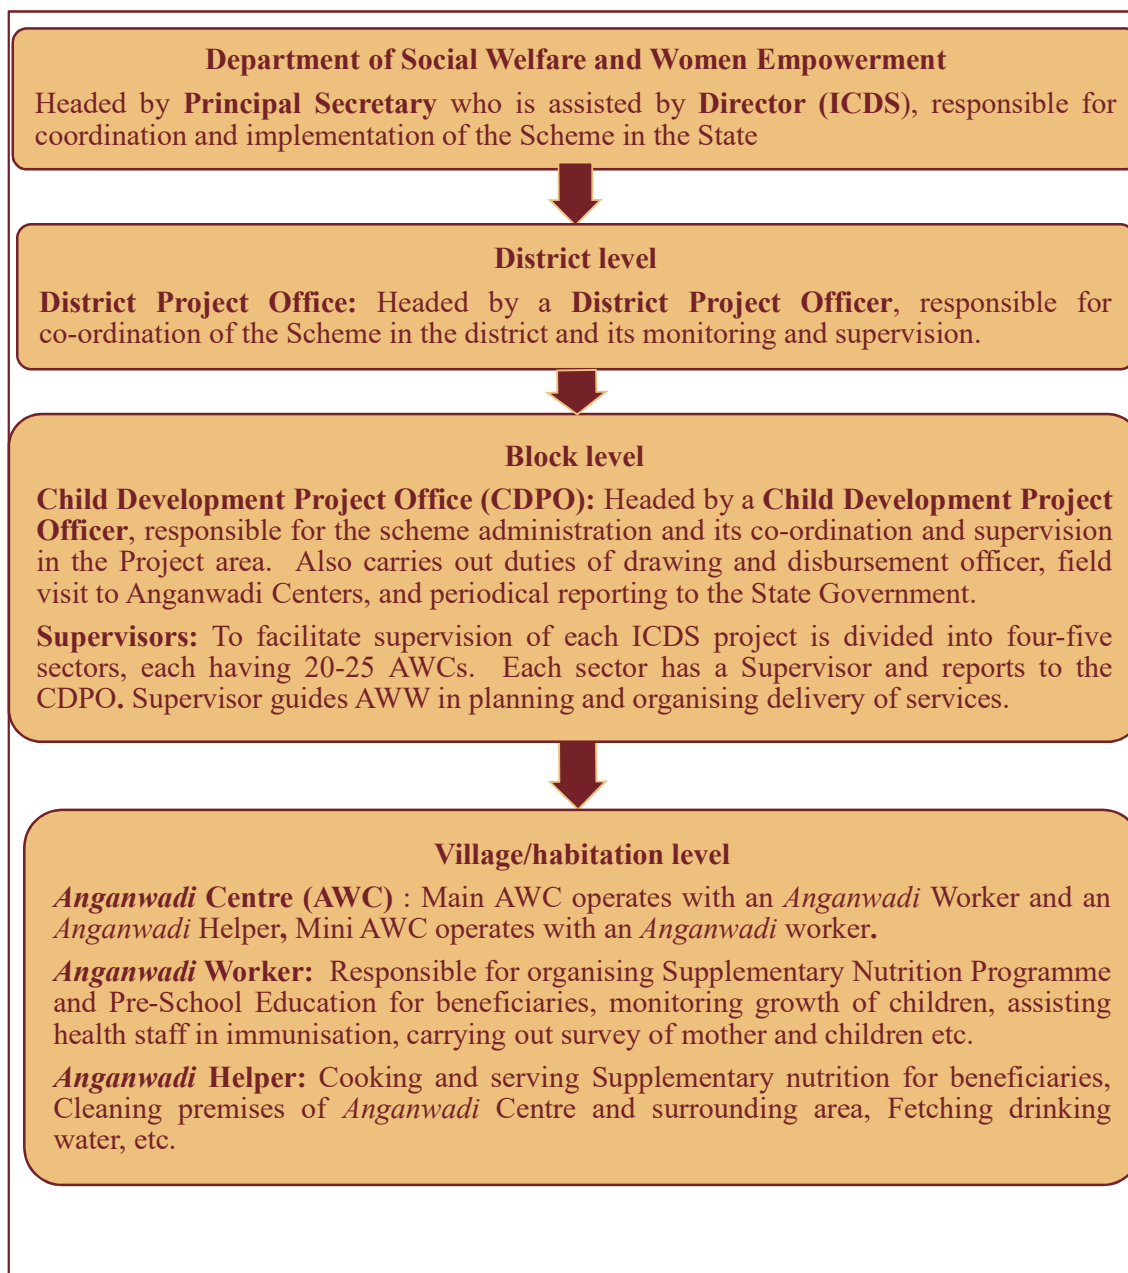 Department of Social Welfare and Women Empowerment
Headed by Principal Secretary who is assisted by Director (ICDS), responsible for
coordination and implementation of the Scheme in the State
District level
District Project Office: Headed by a District Project Officer, responsible for
co-ordination of the Scheme in the district and its monitoring and supervision.
Block level
Child Development Project Office (CDPO): Headed by a Child Development Project
Officer, responsible for the scheme administration and its co-ordination and supervision
in the Project area. Also carries out duties of drawing and disbursement officer, field
visit to Anganwadi Centers, and periodical reporting to the State Government.
Supervisors: To facilitate supervision of each ICDS project is divided into four-five
sectors, each having 20-25 AWCs. Each sector has a Supervisor and reports to the
CDPO. Supervisor guides AWW in planning and organising delivery of services.
Village/habitation level
Anganwadi Centre (AWC) : Main AWC operates with an Anganwadi Worker and an
Anganwadi Helper, Mini AWC operates with an Anganwadi worker.
Anganwadi Worker: Responsible for organising Supplementary Nutrition Programme
and Pre-School Education for beneficiaries, monitoring growth of children, assisting
health staff in immunisation, carrying out survey of mother and children etc.
Anganwadi Helper: Cooking and serving Supplementary nutrition for beneficiaries,
Cleaning premises of Anganwadi Centre and surrounding area, Fetching drinking
water, etc.